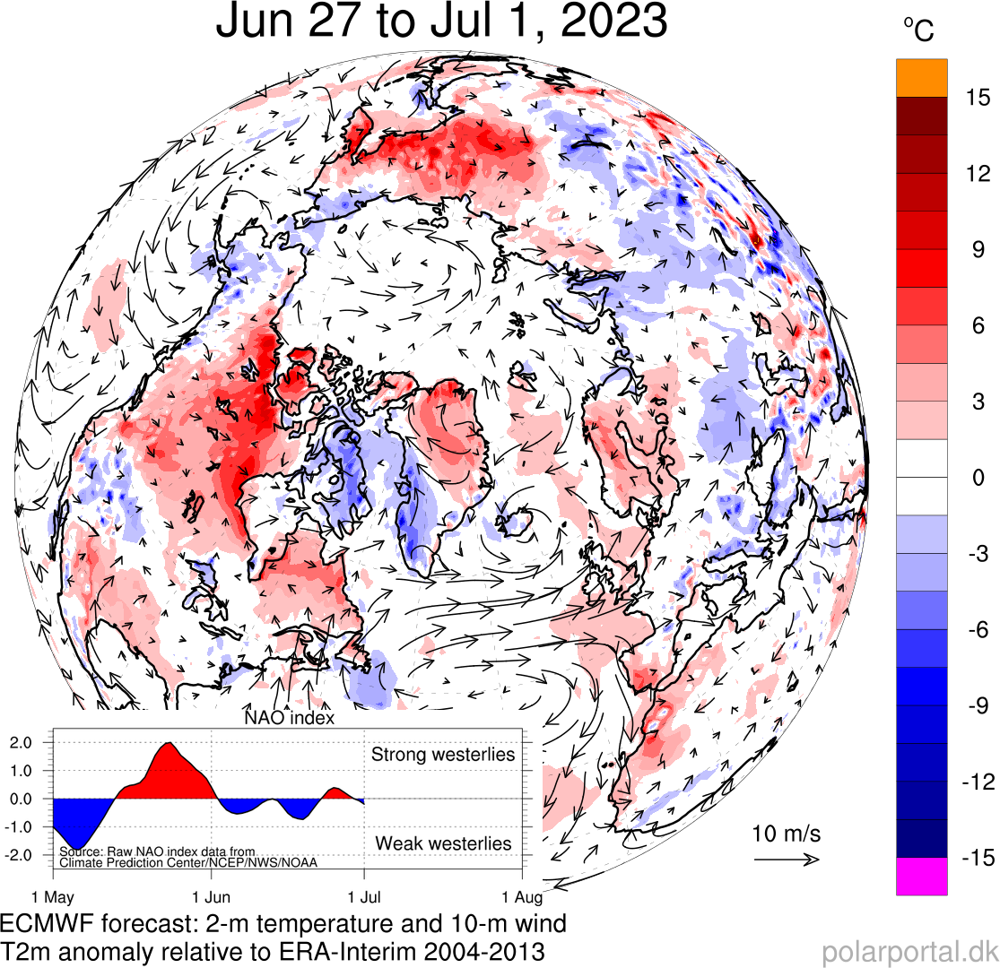 Jun 27 to Jul 1, 2023
oC
15
12
9
6
3
0
-3
-6
-9
-12
-15
NAO index
2.0
1.0
0.0
-1.0
-2.0
Strong westerlies
Weak westerlies
Source: Raw NAO index data from
Climate Prediction Center/NCEP/NWS/NOAA
1 May
1 Jun
1 Jul
1 Aug
10 m/s
ECMWF forecast: 2-m temperature and 10-m wind
T2m anomaly relative to ERA-Interim 2004-2013
polarportal.dk